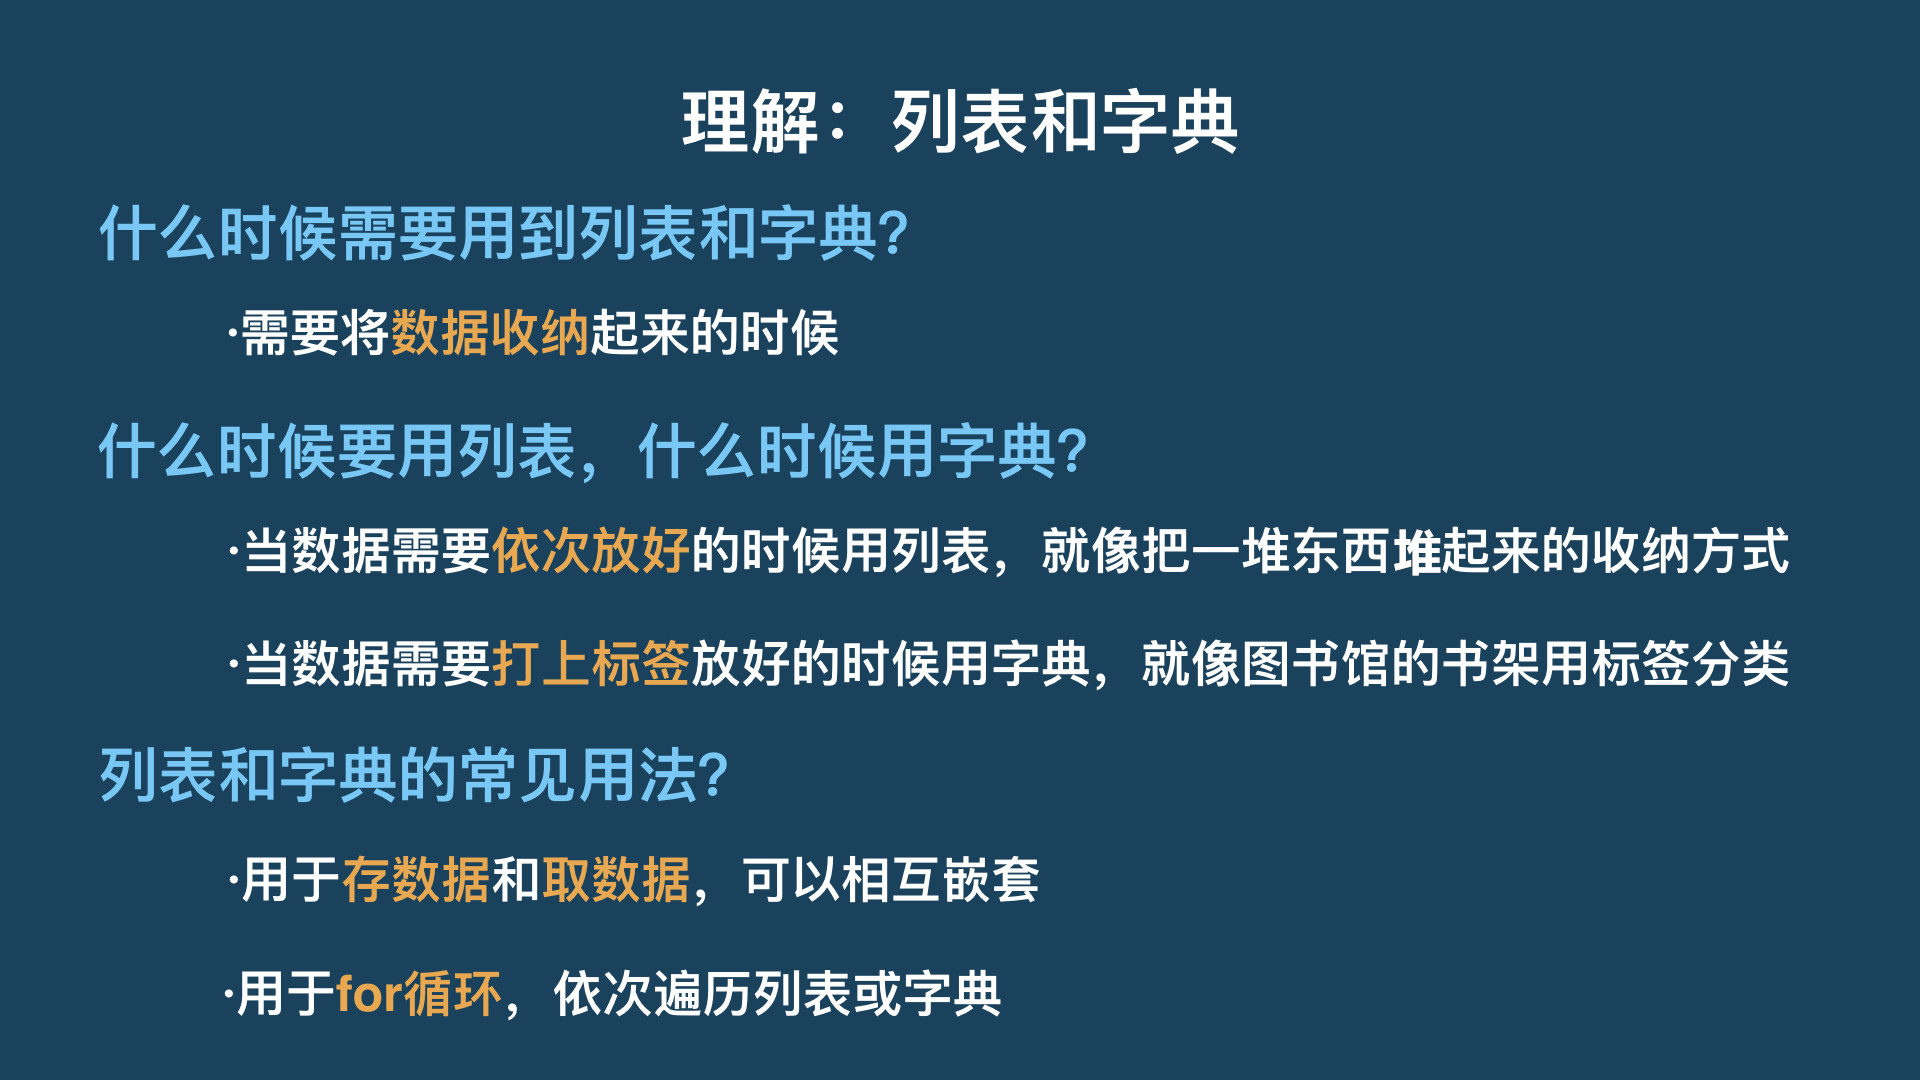 理解：列表和字典
什么时候需要用到列表和字典?
·需要将数据收纳起来的时候
什么时候要用列表，什么时候用字典?
·当数据需要依次放好的时候用列表，就像把一堆东西堆起来的收纳方式
·当数据需要打上标签放好的时候用字典，就像图书馆的书架用标签分类
列表和字典的常见用法?
·用于存数据和取数据，可以相互嵌套
·用于for循环，依次遍历列表或字典